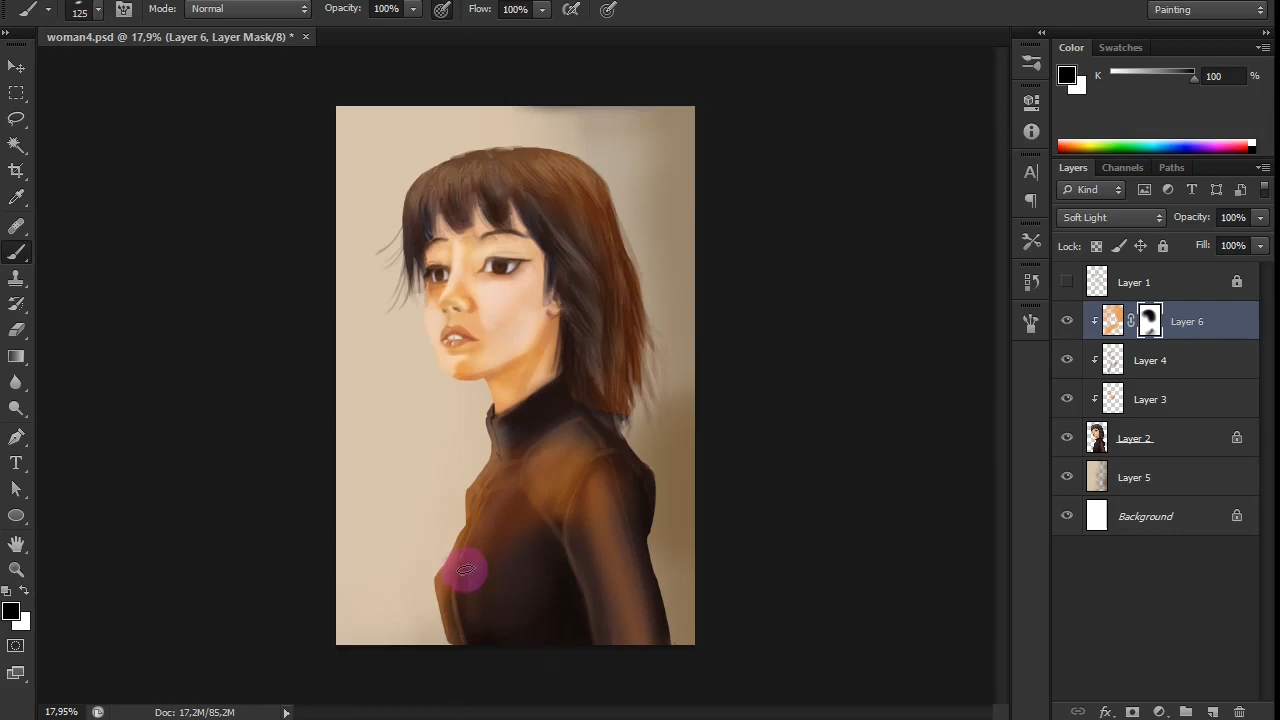 125
Mode: Normal
Opacity: 100%
Flow: 100%
Painting
woman4.psd @ 17,9% (Layer 6, Layer Mask/8) * ×
Color Swatches
K 100 %
Layers Channels Paths
Kind
Soft Light Opacity: 100%
Lock: Fill: 100%
Layer 1
Layer 6
Layer 4
Layer 3
Layer 2
Layer 5
Background
17,95% Doc: 17,2M/85,2M